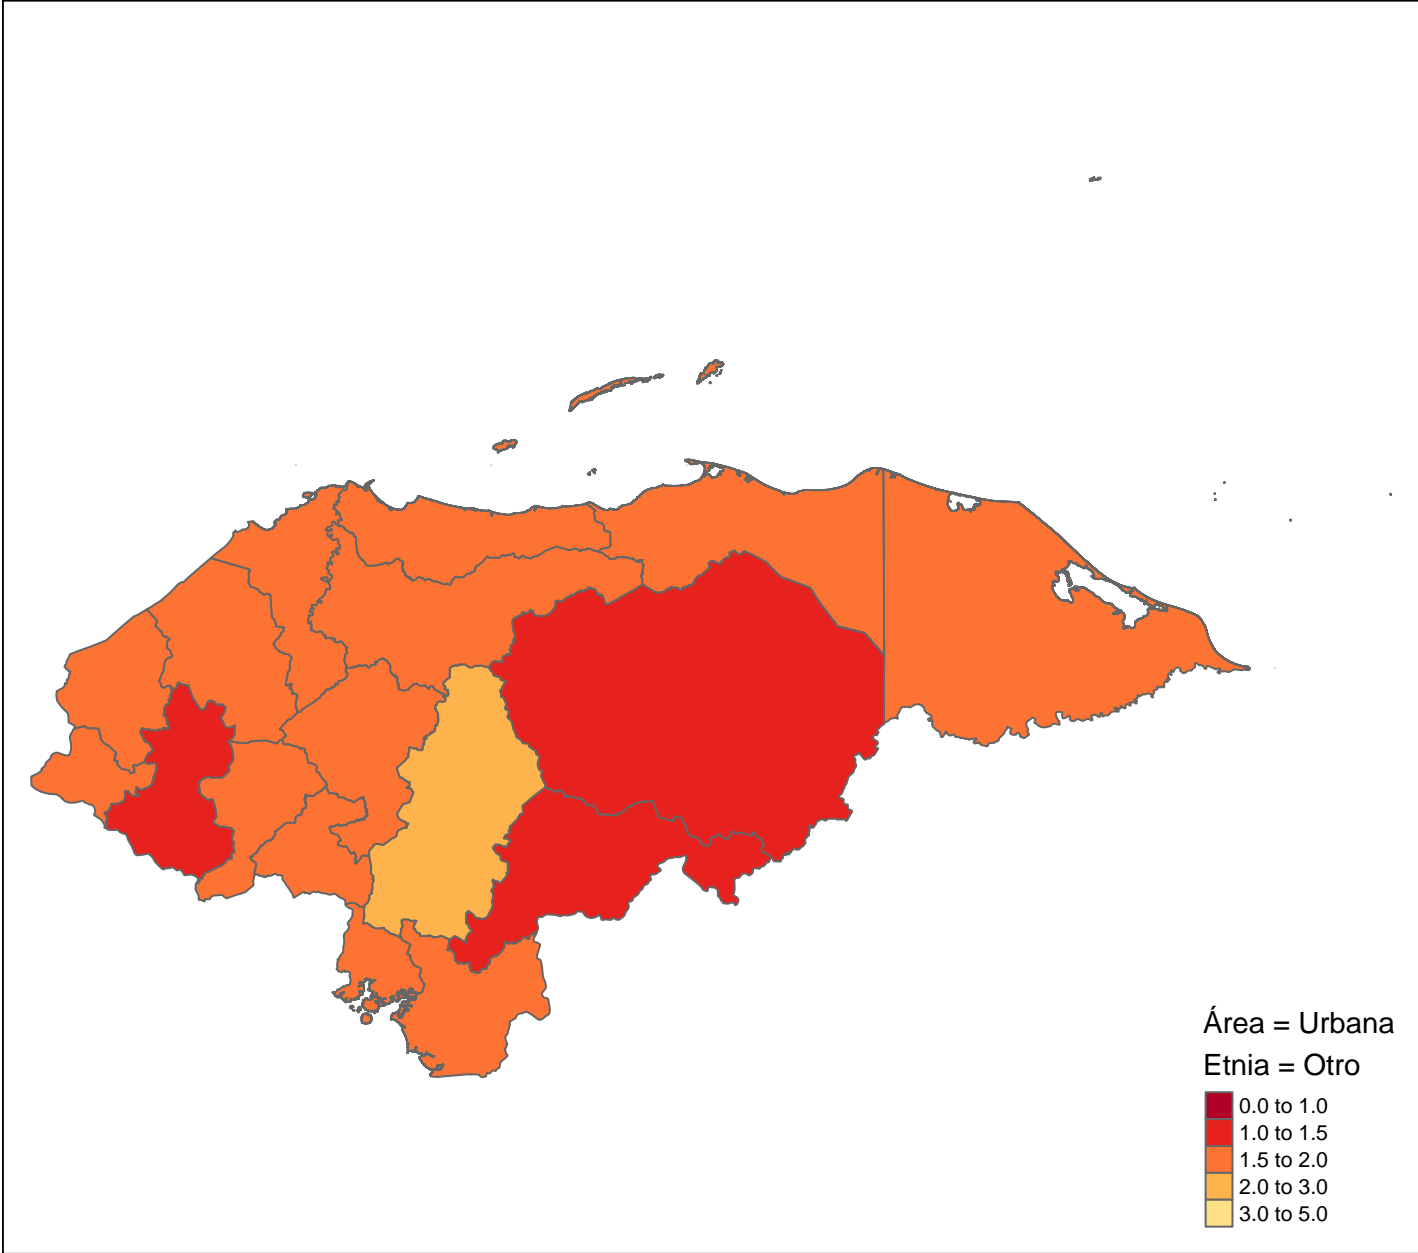 Área = Urbana
Etnia = Otro
0.0 to 1.0
1.0 to 1.5
1.5 to 2.0
2.0 to 3.0
3.0 to 5.0